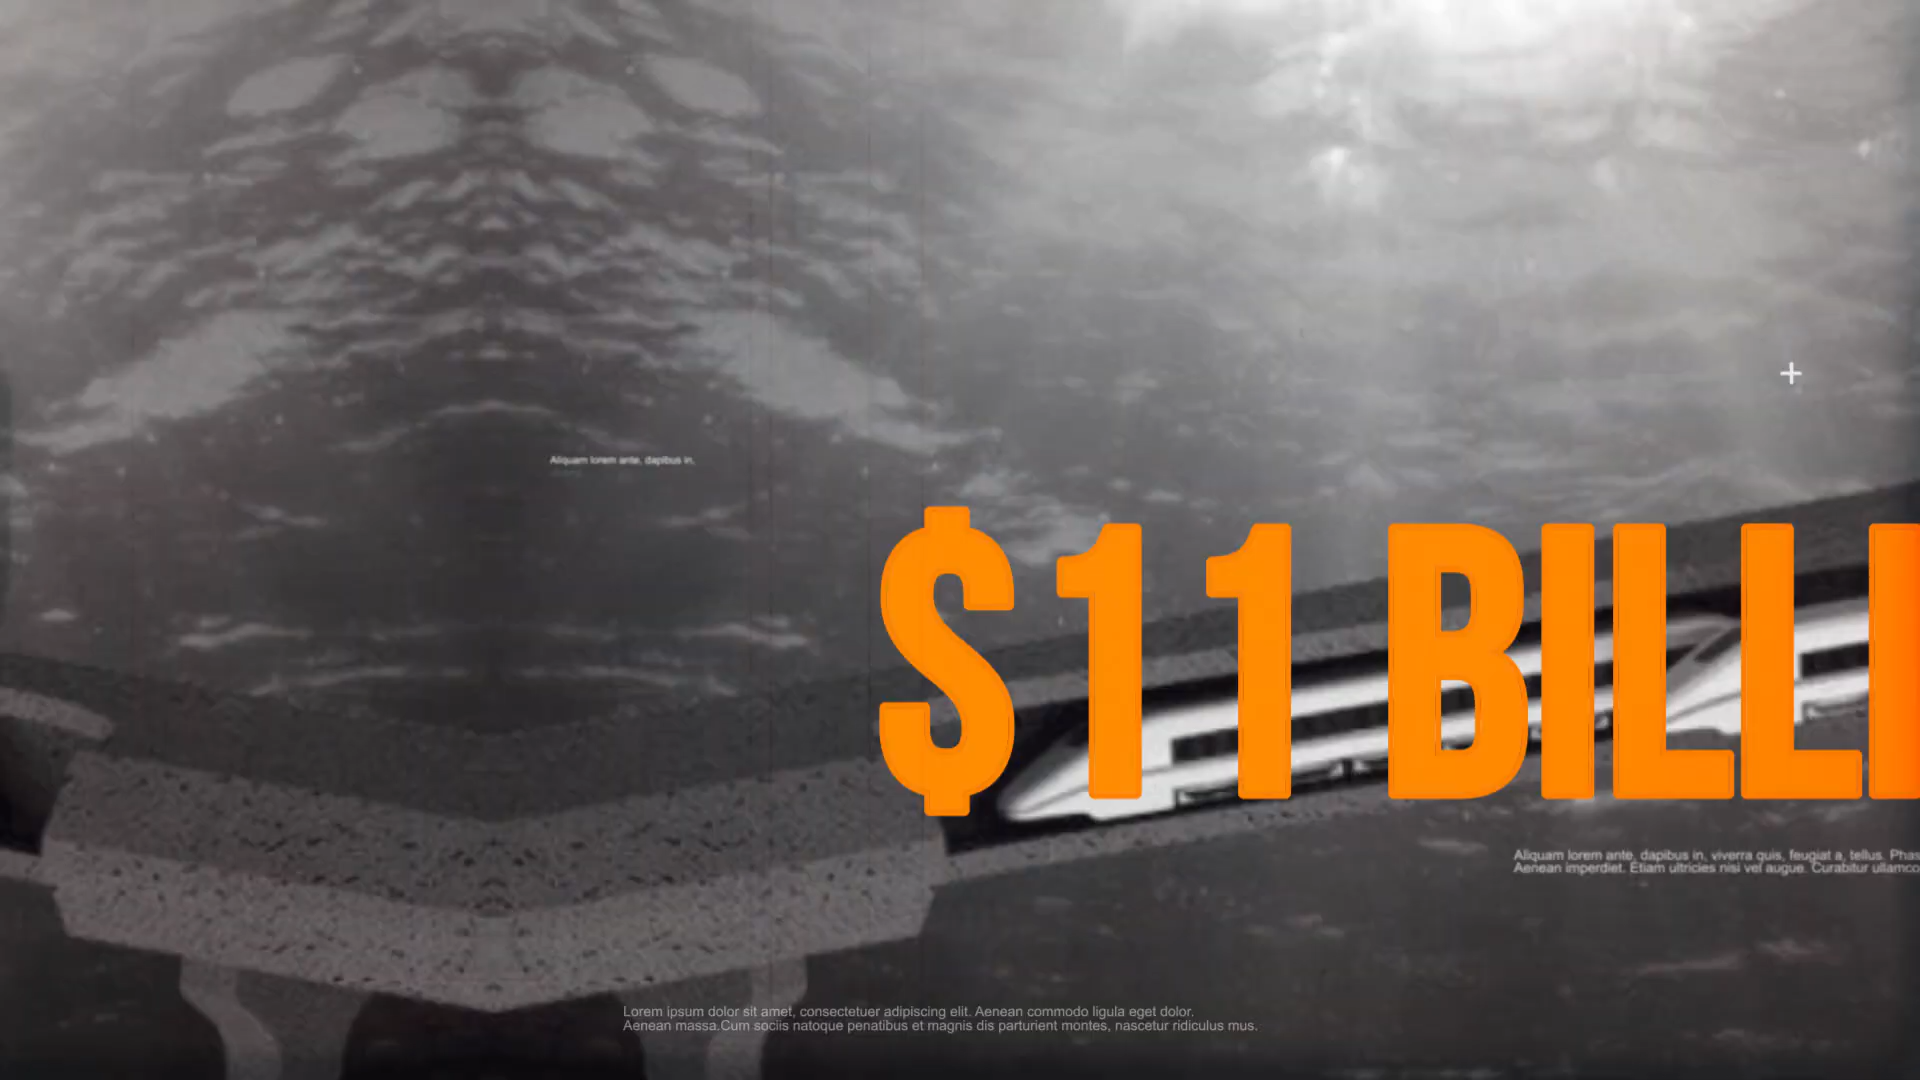 Aliquam lorem ante, dapibus in,
$11 BILLI
Aliquam lorem ante, dapibus in, viverra quis, feugiat a, tellus. Phas
Aenean imperdiet. Etiam ultricies nisi vel augue. Curabitur ullamco
Lorem ipsum dolor sit amet, consectetuer adipiscing elit. Aenean commodo ligula eget dolor.
Aenean massa.Cum sociis natoque penatibus et magnis dis parturient montes, nascetur ridiculus mus.